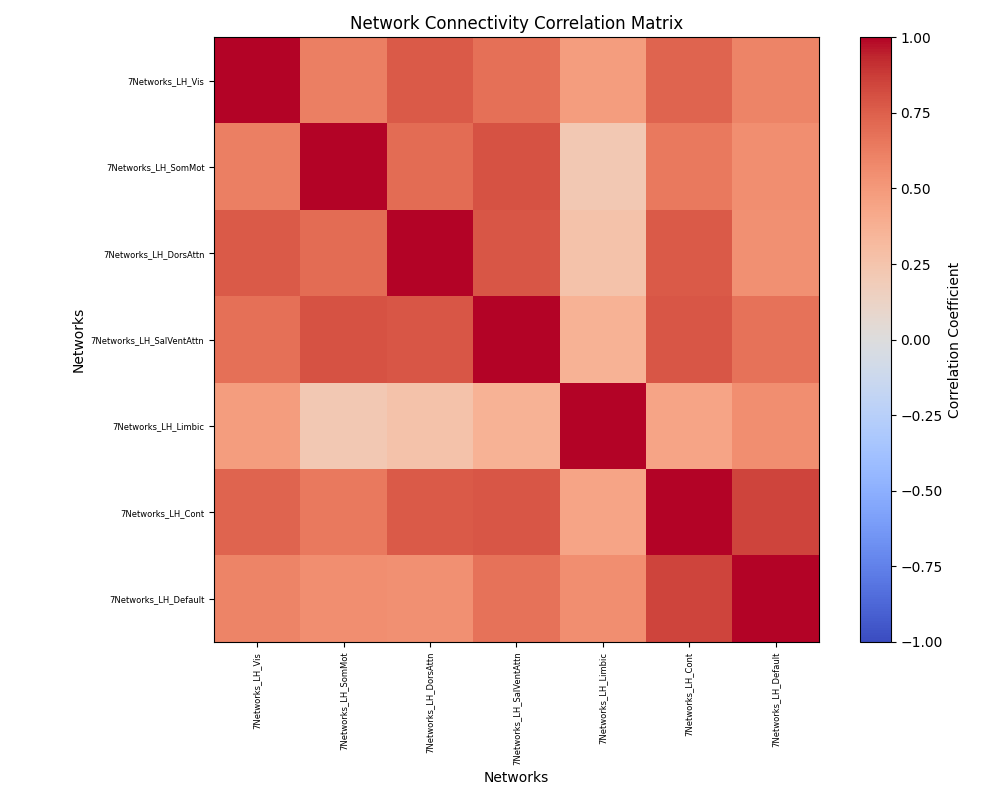 Network Connectivity Correlation Matrix
7Networks_LH_Vis
7Networks_LH_SomMot
7Networks_LH_DorsAttn
7Networks_LH_SalVentAttn
7Networks_LH_Limbic
7Networks_LH_Cont
7Networks_LH_Default
Networks
7Networks_LH_Vis
7Networks_LH_SomMot
7Networks_LH_DorsAttn
7Networks_LH_SalVentAttn
7Networks_LH_Limbic
7Networks_LH_Cont
7Networks_LH_Default
Networks
1.00
0.75
0.50
0.25
0.00
−0.25
−0.50
−0.75
−1.00
Correlation Coefficient